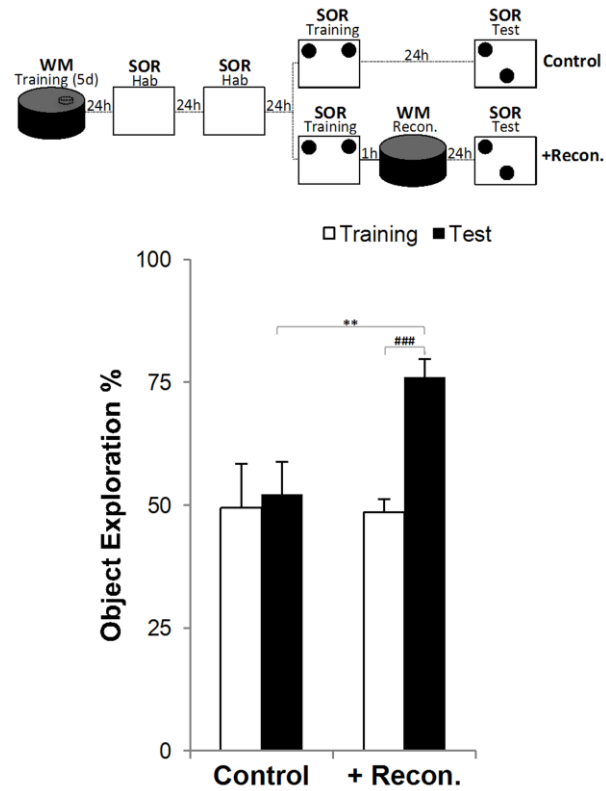 SOR SOR
Training Test
WM SOR SOR 24h Control
Training (5d) Hab Hab
24h 24h 24h
SOR WM SOR
Training Recon. Test
1h 24h +Recon.
Training Test
100
**
###
75
50
25
0
Object Exploration %
Control + Recon.